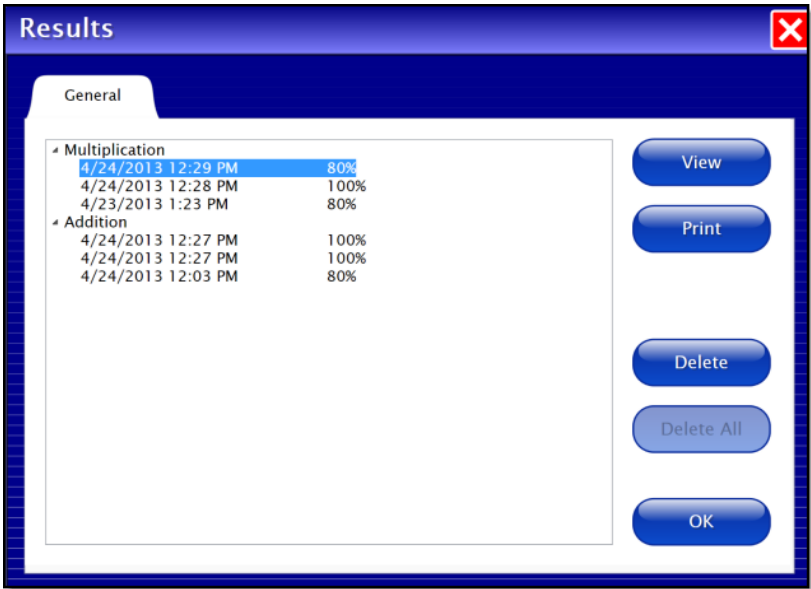 Results
General
Multiplication
4/24/2013 12:29 PM 80%
4/24/2013 12:28 PM 100%
4/23/2013 1:23 PM 80%
Addition
4/24/2013 12:27 PM 100%
4/24/2013 12:27 PM 100%
4/24/2013 12:03 PM 80%
View
Print
Delete
Delete All
OK